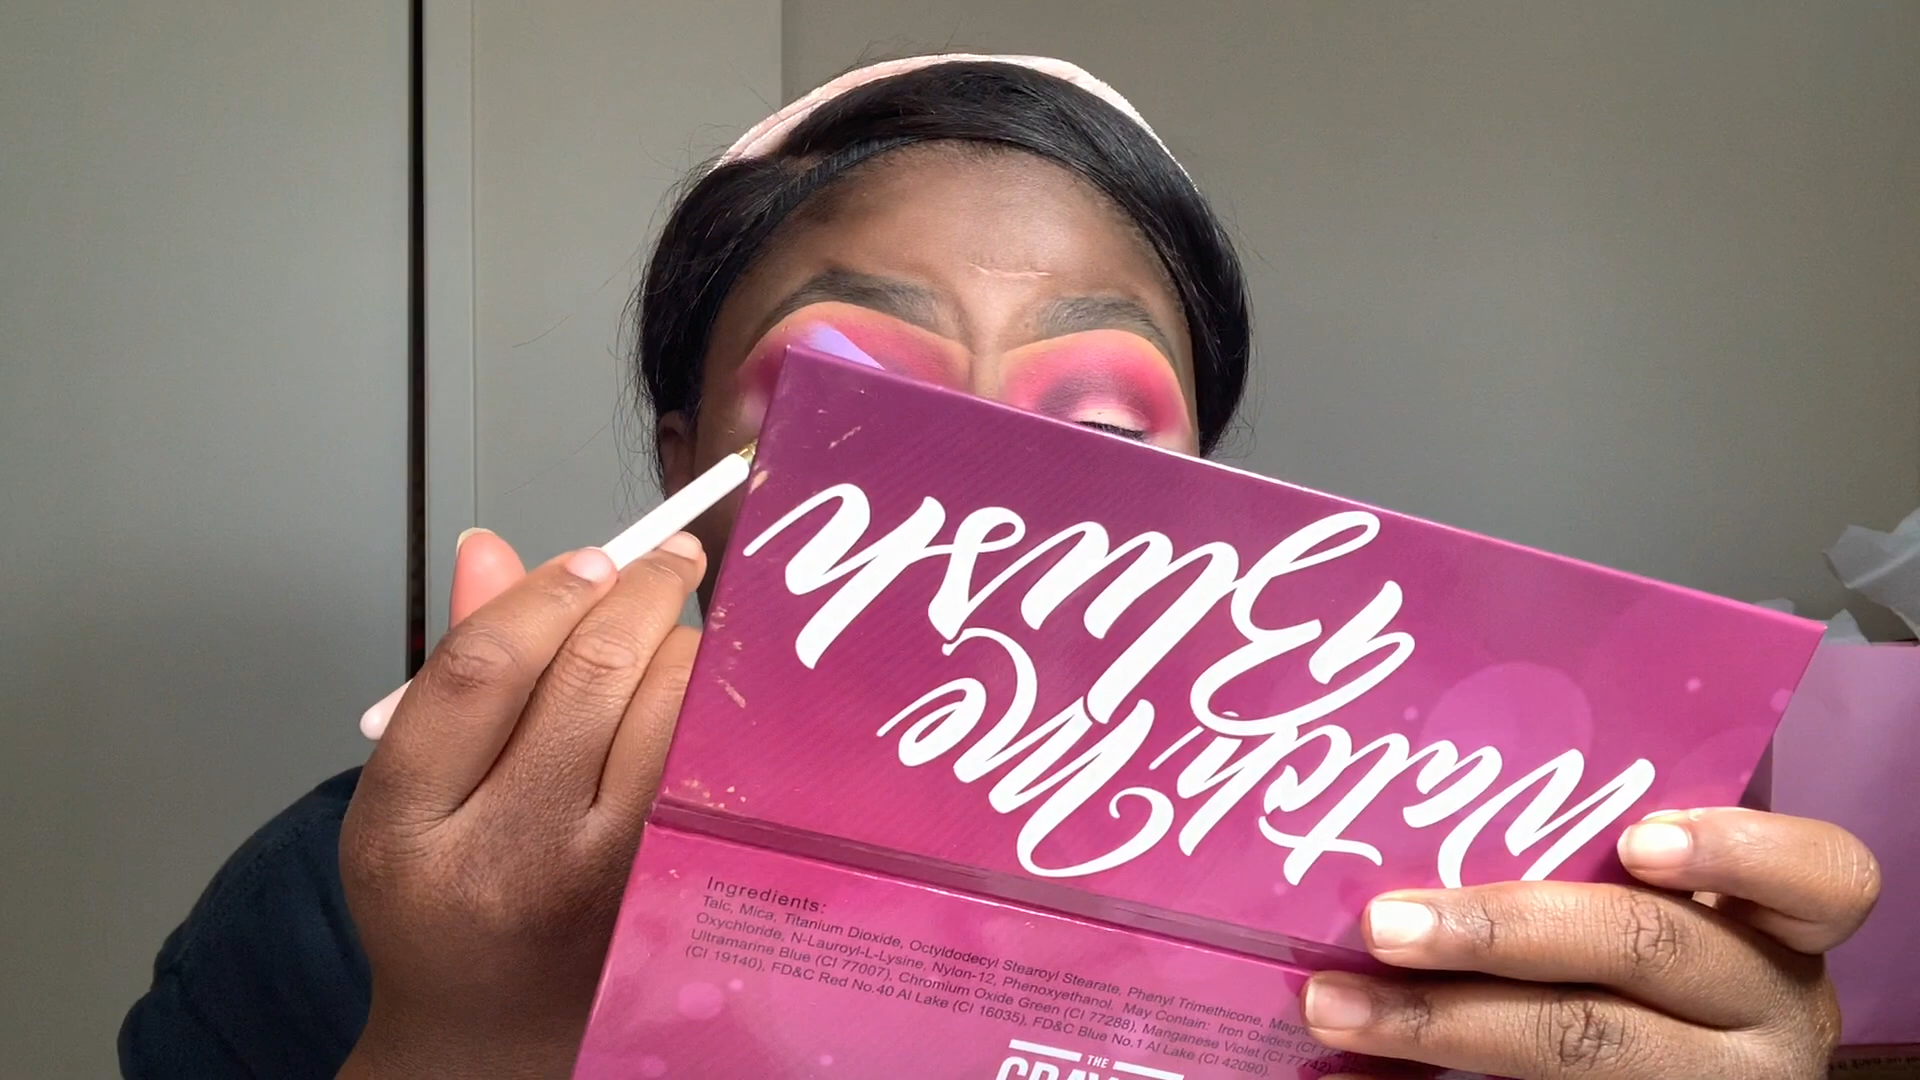 Watch Me
Blush
Ingredients:
Talc, Mica, Titanium Dioxide, Octyldodecyl Stearoyl Stearate, Phenyl Trimethicone,
Oxychloride, N-Lauroyl-L-Lysine, Nylon-12, Phenoxyethanol. May Contain: Iron Oxides
Ultramarine Blue (CI 77007), Chromium Oxide Green (CI 77288), Manganese Violet (CI 77742)
(CI 19140), FD&C Red No.40 Al Lake (CI 16035), FD&C Blue No.1 Al Lake (CI 42090).
THE